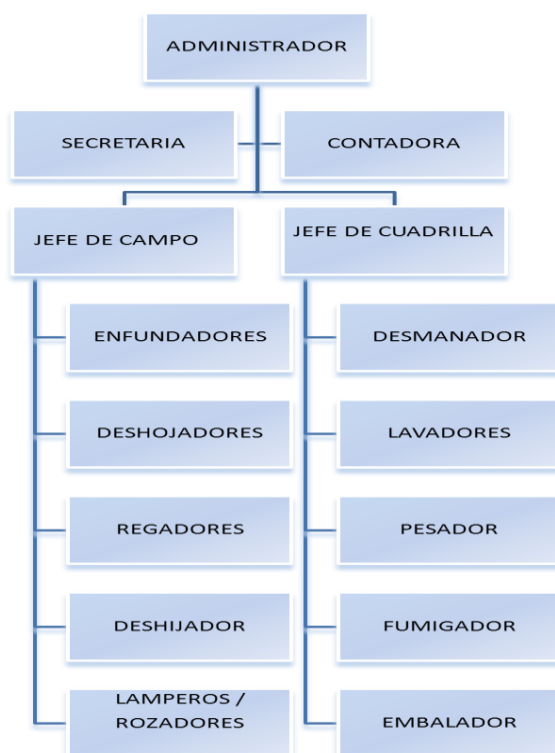 ADMINISTRADOR
SECRETARIA
CONTADORA
JEFE DE CAMPO
JEFE DE CUADRILLA
ENFUNDADORES
DESMANADOR
DESHOJADORES
LAVADORES
REGADORES
PESADOR
DESHIJADOR
FUMIGADOR
LAMPEROS /
ROZADORES
EMBALADOR